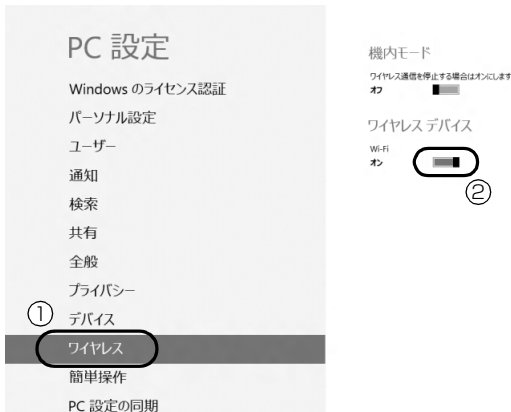 PC 設定
Windows のライセンス認証
パーソナル設定
ユーザー
通知
検索
共有
全般
プライバシー
① デバイス
ワイヤレス
簡単操作
PC 設定の同期
機内モード
ワイヤレス通信を停止する場合はオンにします
オフ
ワイヤレス デバイス
Wi-Fi
オン
②